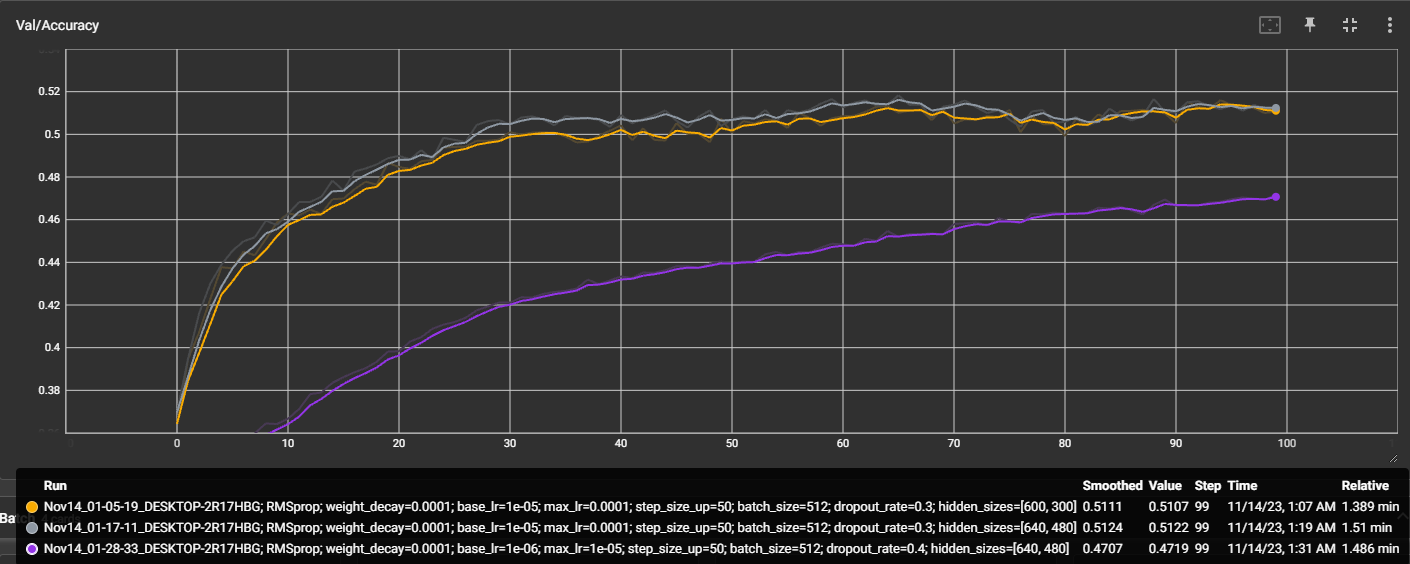 Val/Accuracy
0.52
0.5
0.48
0.46
0.44
0.42
0.4
0.38
0 10 20 30 40 50 60 70 80 90 100
Run Smoothed Value Step Time Relative
Nov14_01-05-19_DESKTOP-2R17HBG; RMSprop; weight_decay=0.0001; base_lr=1e-05; max_lr=0.0001; step_size_up=50; batch_size=512; dropout_rate=0.3; hidden_sizes=[600, 300] 0.5111 0.5107 99 11/14/23, 1:07 AM 1.389 min
Nov14_01-17-11_DESKTOP-2R17HBG; RMSprop; weight_decay=0.0001; base_lr=1e-05; max_lr=0.0001; step_size_up=50; batch_size=512; dropout_rate=0.3; hidden_sizes=[640, 480] 0.5124 0.5122 99 11/14/23, 1:19 AM 1.51 min
Nov14_01-28-33_DESKTOP-2R17HBG; RMSprop; weight_decay=0.0001; base_lr=1e-06; max_lr=1e-05; step_size_up=50; batch_size=512; dropout_rate=0.4; hidden_sizes=[640, 480] 0.4707 0.4719 99 11/14/23, 1:31 AM 1.486 min